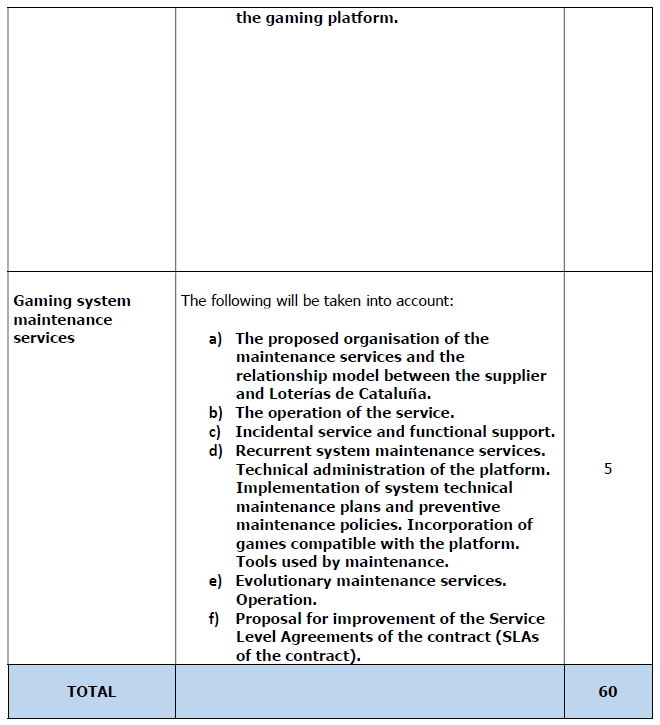 the gaming platform.
Gaming system
maintenance
services
The following will be taken into account:
a) The proposed organisation of the
maintenance services and the
relationship model between the supplier
and Loterías de Cataluña.
b) The operation of the service.
c) Incidental service and functional support.
d) Recurrent system maintenance services.
Technical administration of the platform.
Implementation of system technical
maintenance plans and preventive
maintenance policies. Incorporation of
games compatible with the platform.
Tools used by maintenance.
e) Evolutionary maintenance services.
Operation.
f) Proposal for improvement of the Service
Level Agreements of the contract (SLAs
of the contract).
5
TOTAL
60